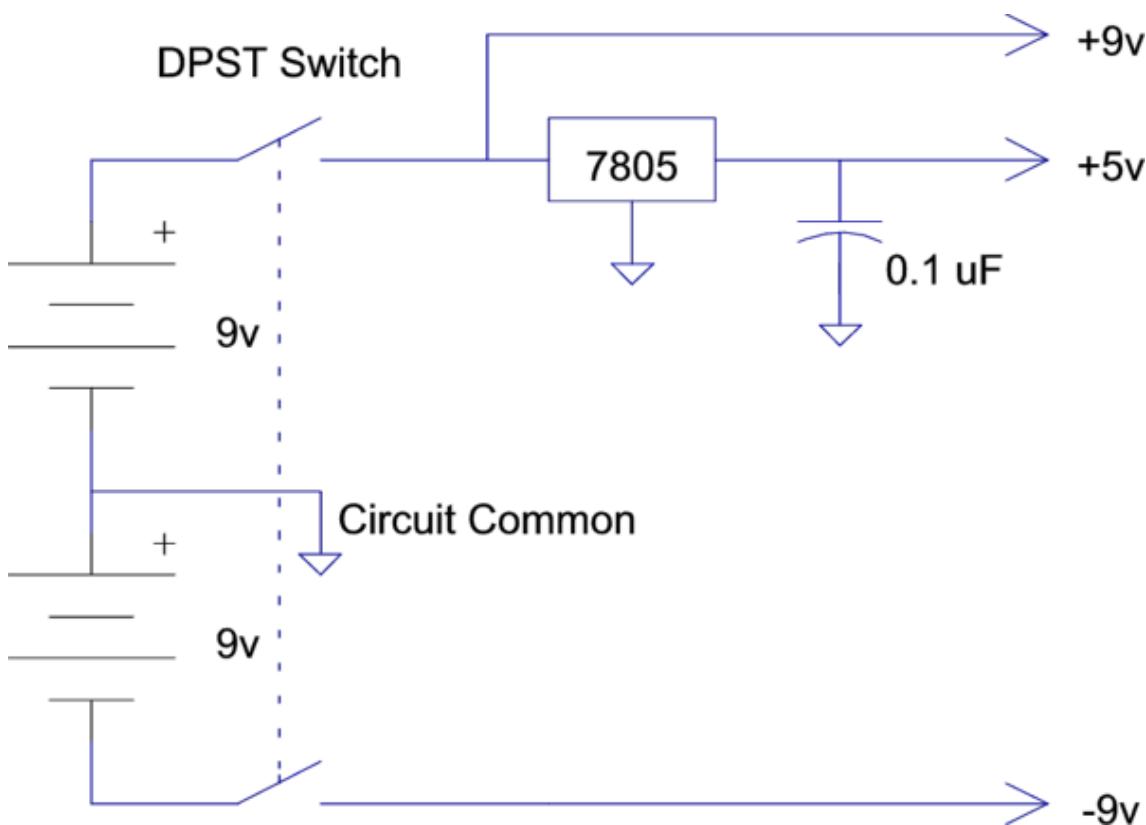 +9v
DPST Switch
7805
+5v
+
9v
0.1 uF
Circuit Common
+
9v
-9v